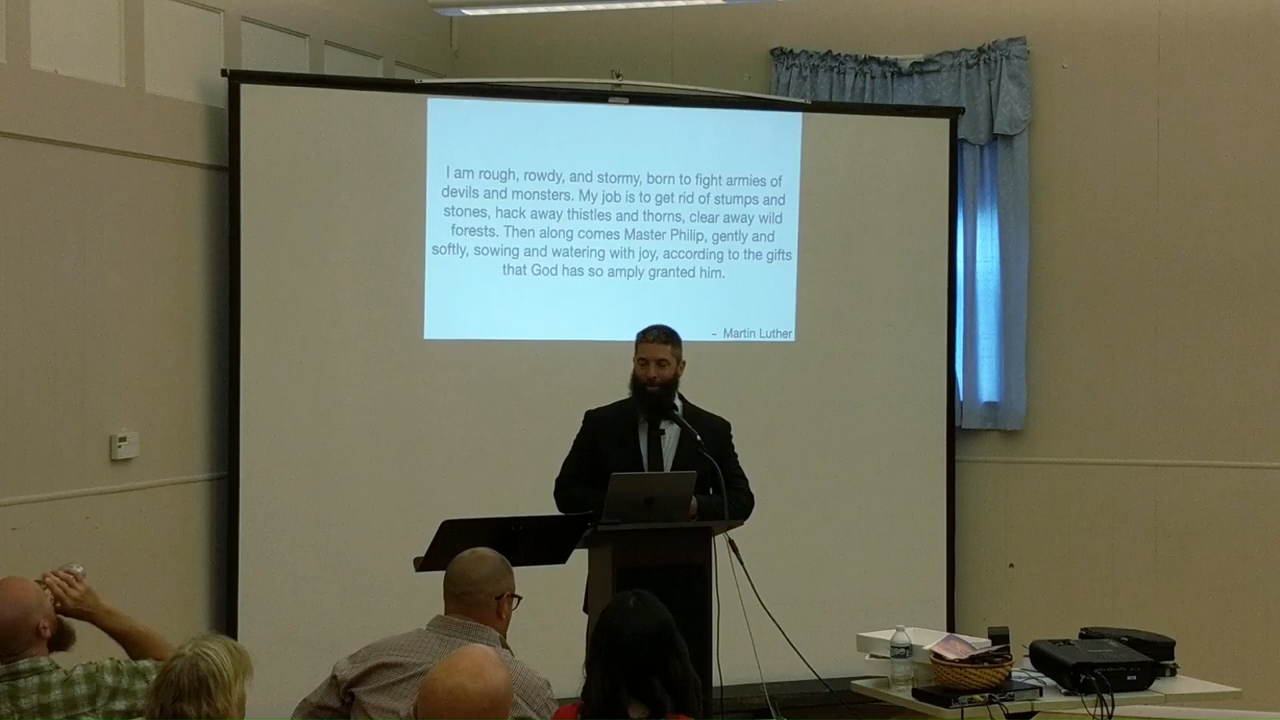 I am rough, rowdy, and stormy, born to fight armies of
devils and monsters. My job is to get rid of stumps and
stones, hack away thistles and thorns, clear away wild
forests. Then along comes Master Philip, gently and
softly, sowing and watering with joy, according to the gifts
that God has so amply granted him.
– Martin Luther